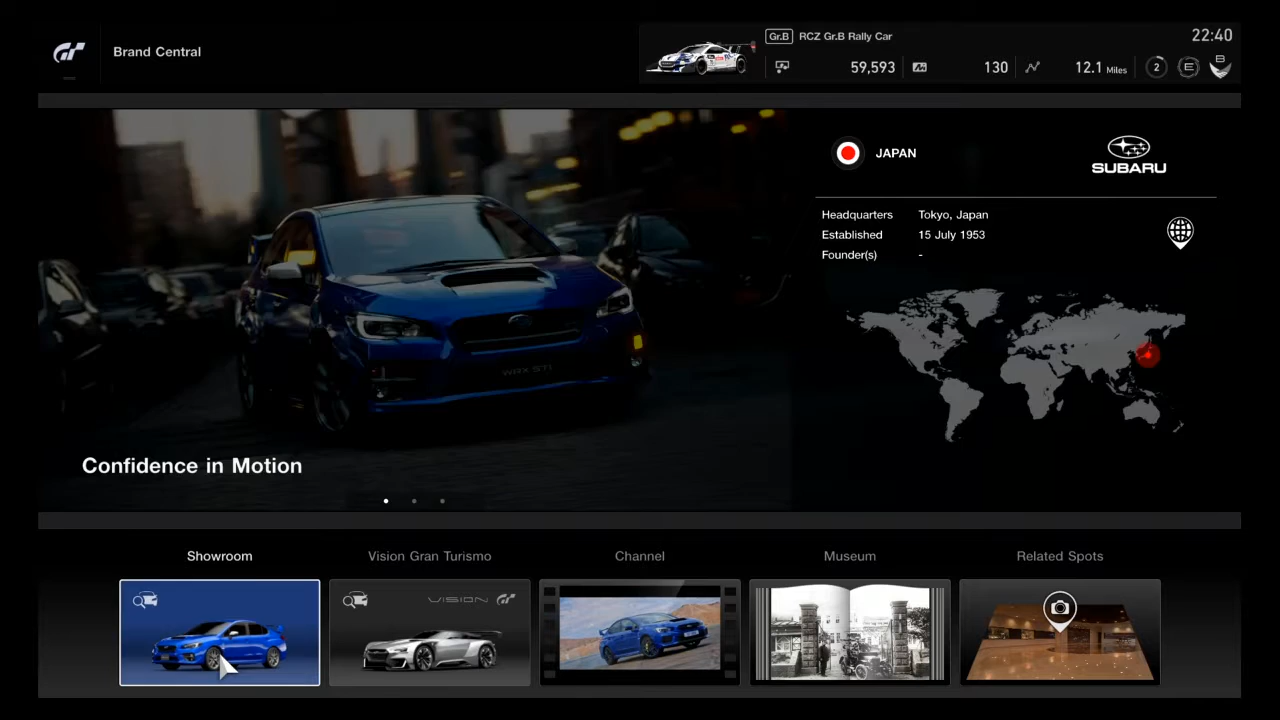 Brand Central
Gr.B RCZ Gr.B Rally Car
22:40
59,593
130
12.1 Miles
2
E
B
JAPAN
SUBARU
Headquarters Tokyo, Japan
Established 15 July 1953
Founder(s) -
WRX STI
Confidence in Motion
Showroom
Vision Gran Turismo
Channel
Museum
Related Spots
VISION GT